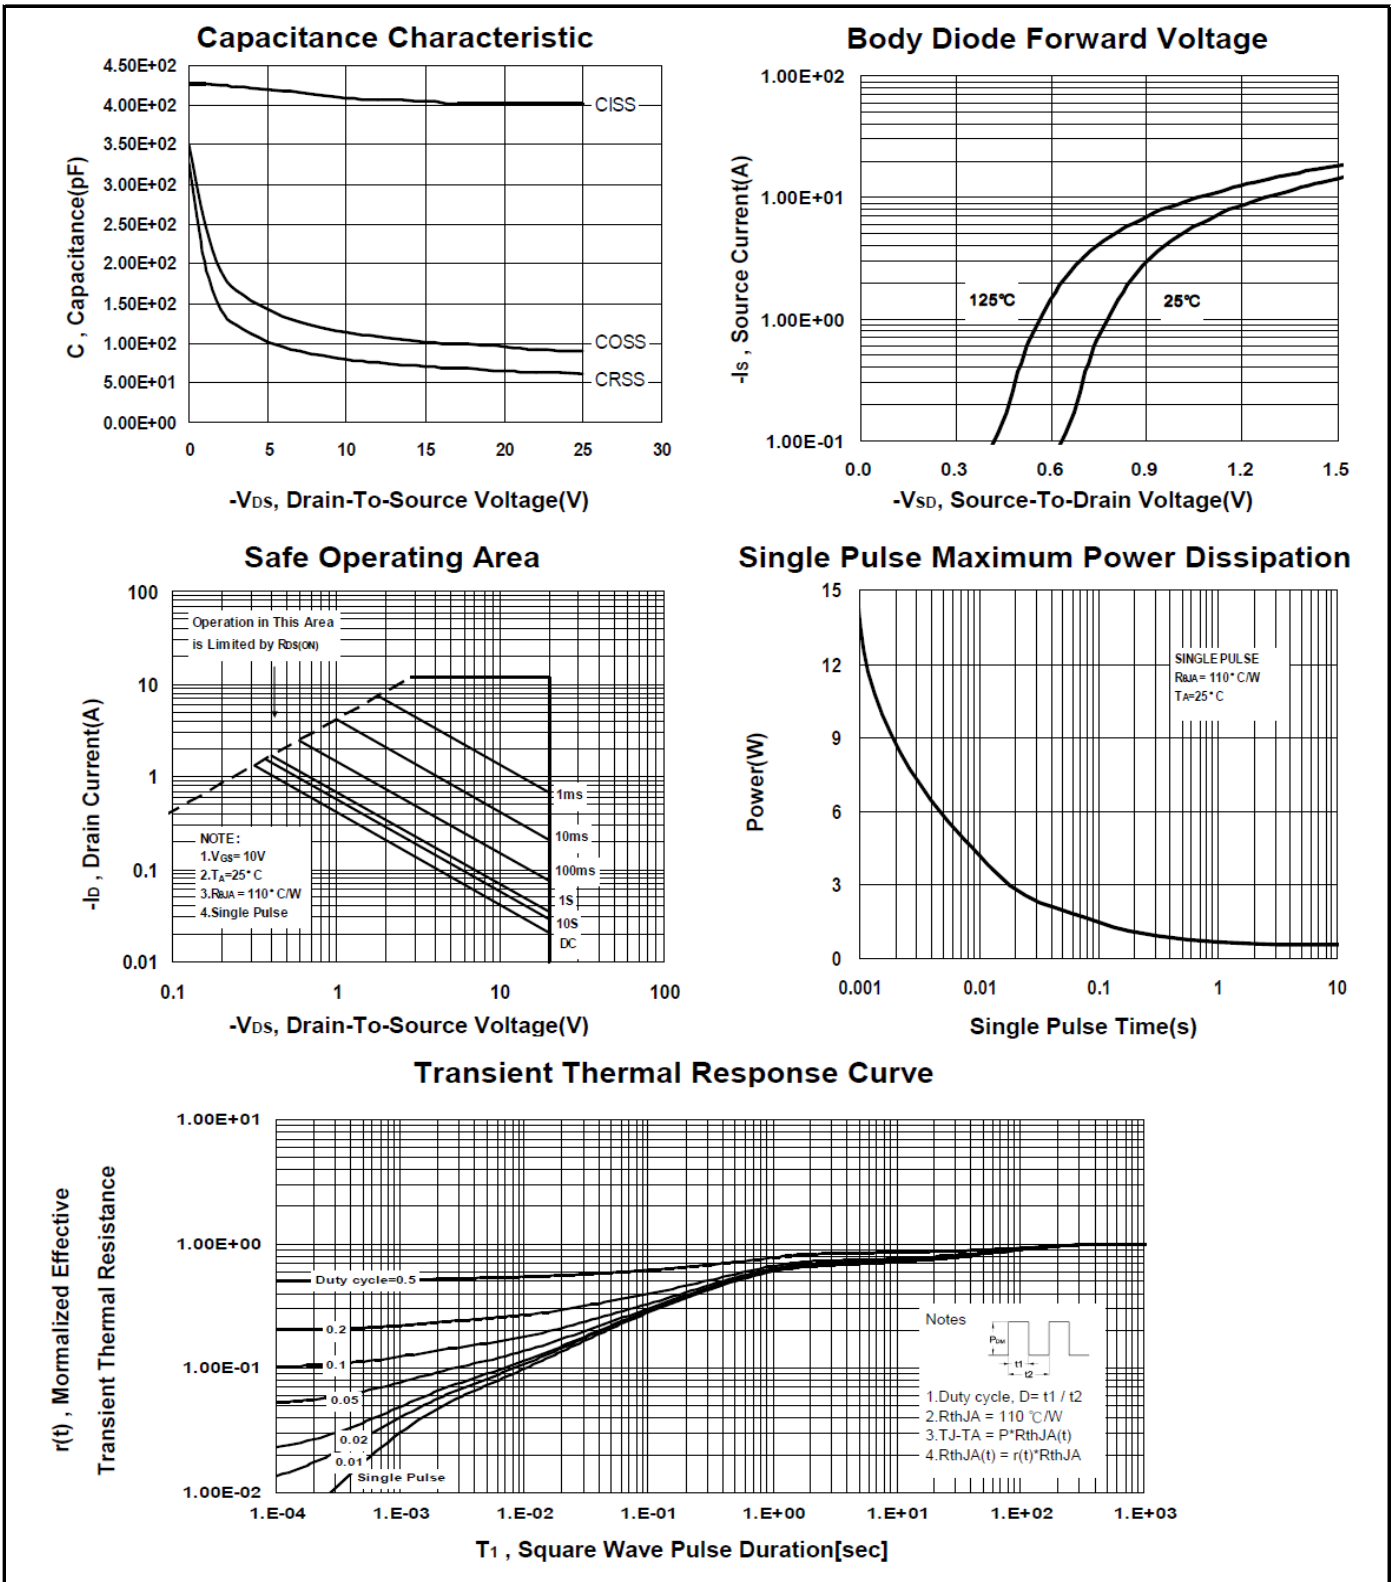 Capacitance Characteristic
4.50E+02
4.00E+02
3.50E+02
3.00E+02
2.50E+02
2.00E+02
1.50E+02
1.00E+02
5.00E+01
0.00E+00
C , Capacitance(pF)
CISS
COSS
CRSS
0 5 10 15 20 25 30
-VDS, Drain-To-Source Voltage(V)
Body Diode Forward Voltage
1.00E+02
1.00E+01
1.00E+00
1.00E-01
-IS , Source Current(A)
125℃ 25℃
0.0 0.3 0.6 0.9 1.2 1.5
-VSD, Source-To-Drain Voltage(V)
Safe Operating Area
100
10
1
0.1
0.01
-ID , Drain Current(A)
Operation in This Area
is Limited by RDS(ON)
NOTE :
1.VGS= 10V
2.TA=25°C
3.RθJA = 110°C/W
4.Single Pulse
1ms
10ms
100ms
1S
10S
DC
0.1 1 10 100
-VDS, Drain-To-Source Voltage(V)
Single Pulse Maximum Power Dissipation
15
12
9
6
3
0
Power(W)
SINGLE PULSE
RθJA = 110°C/W
TA=25°C
0.001 0.01 0.1 1 10
Single Pulse Time(s)
Transient Thermal Response Curve
1.00E+01
1.00E+00
1.00E-01
1.00E-02
r(t) , Mormalized Effective
Transient Thermal Resistance
Duty cycle=0.5
0.2
0.1
0.05
0.02
0.01
Single Pulse
Notes
PDM
t1
t2
1.Duty cycle, D= t1 / t2
2.RthJA = 110 ℃/W
3.TJ-TA = P*RthJA(t)
4.RthJA(t) = r(t)*RthJA
1.E-04 1.E-03 1.E-02 1.E-01 1.E+00 1.E+01 1.E+02 1.E+03
T1 , Square Wave Pulse Duration[sec]